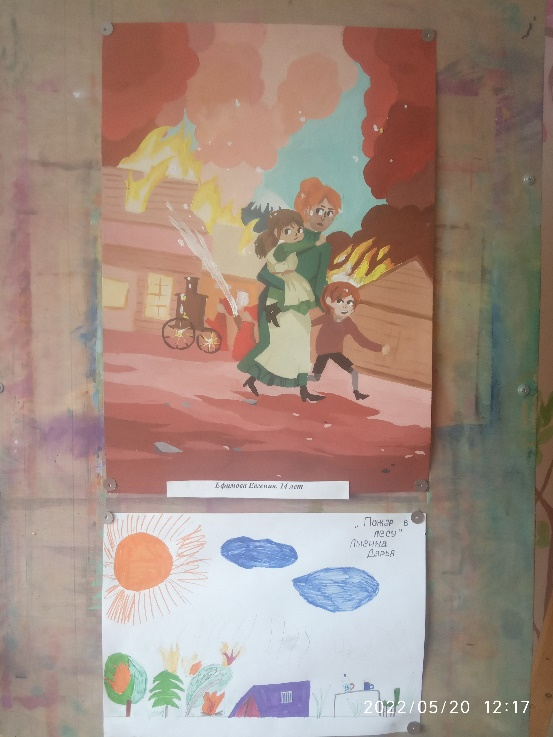 Ефимова Евгения, 14 лет
„Пожар в
лесу"
Дарья
2022/05/20 12:17